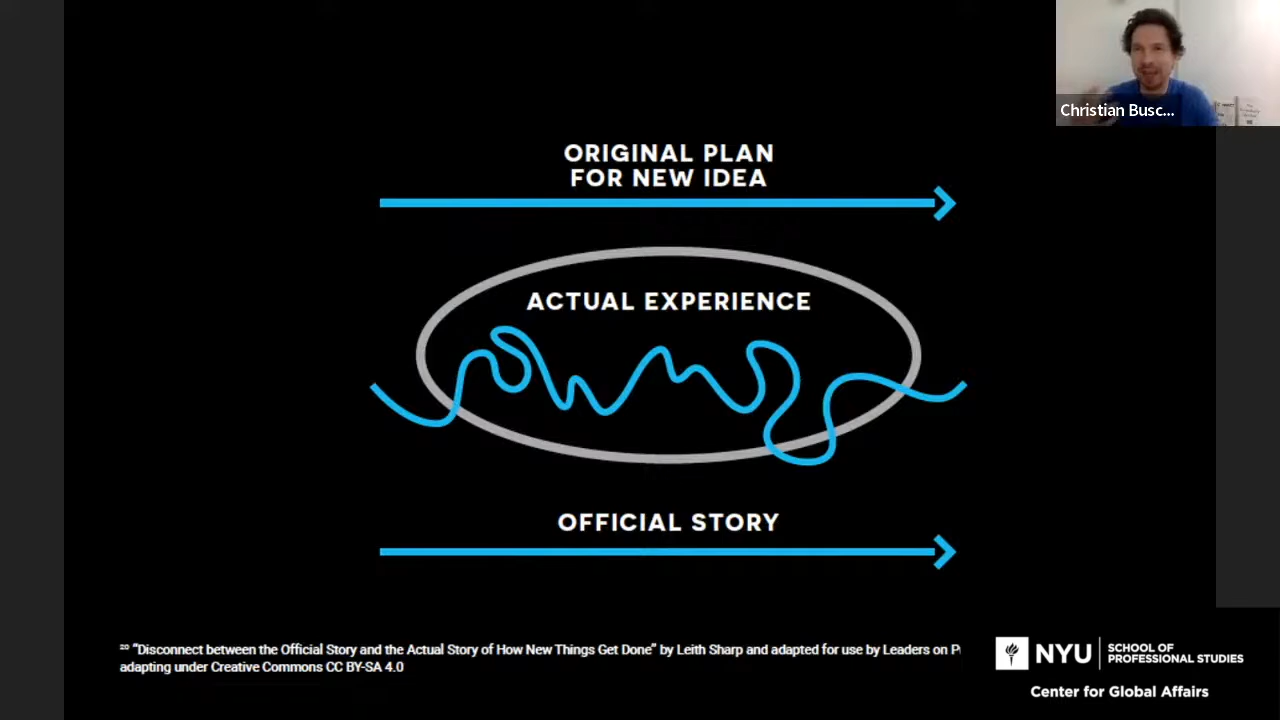 Christian Busc...
ORIGINAL PLAN
FOR NEW IDEA
ACTUAL EXPERIENCE
OFFICIAL STORY
20 "Disconnect between the Official Story and the Actual Story of How New Things Get Done" by Leith Sharp and adapted for use by Leaders on
adapting under Creative Commons CC BY-SA 4.0
NYU
SCHOOL OF
PROFESSIONAL STUDIES
Center for Global Affairs